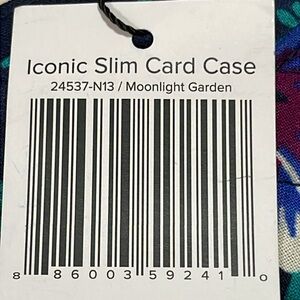 Iconic Slim Card Case
24537-N13 / Moonlight Garden
8 86003 59241 0